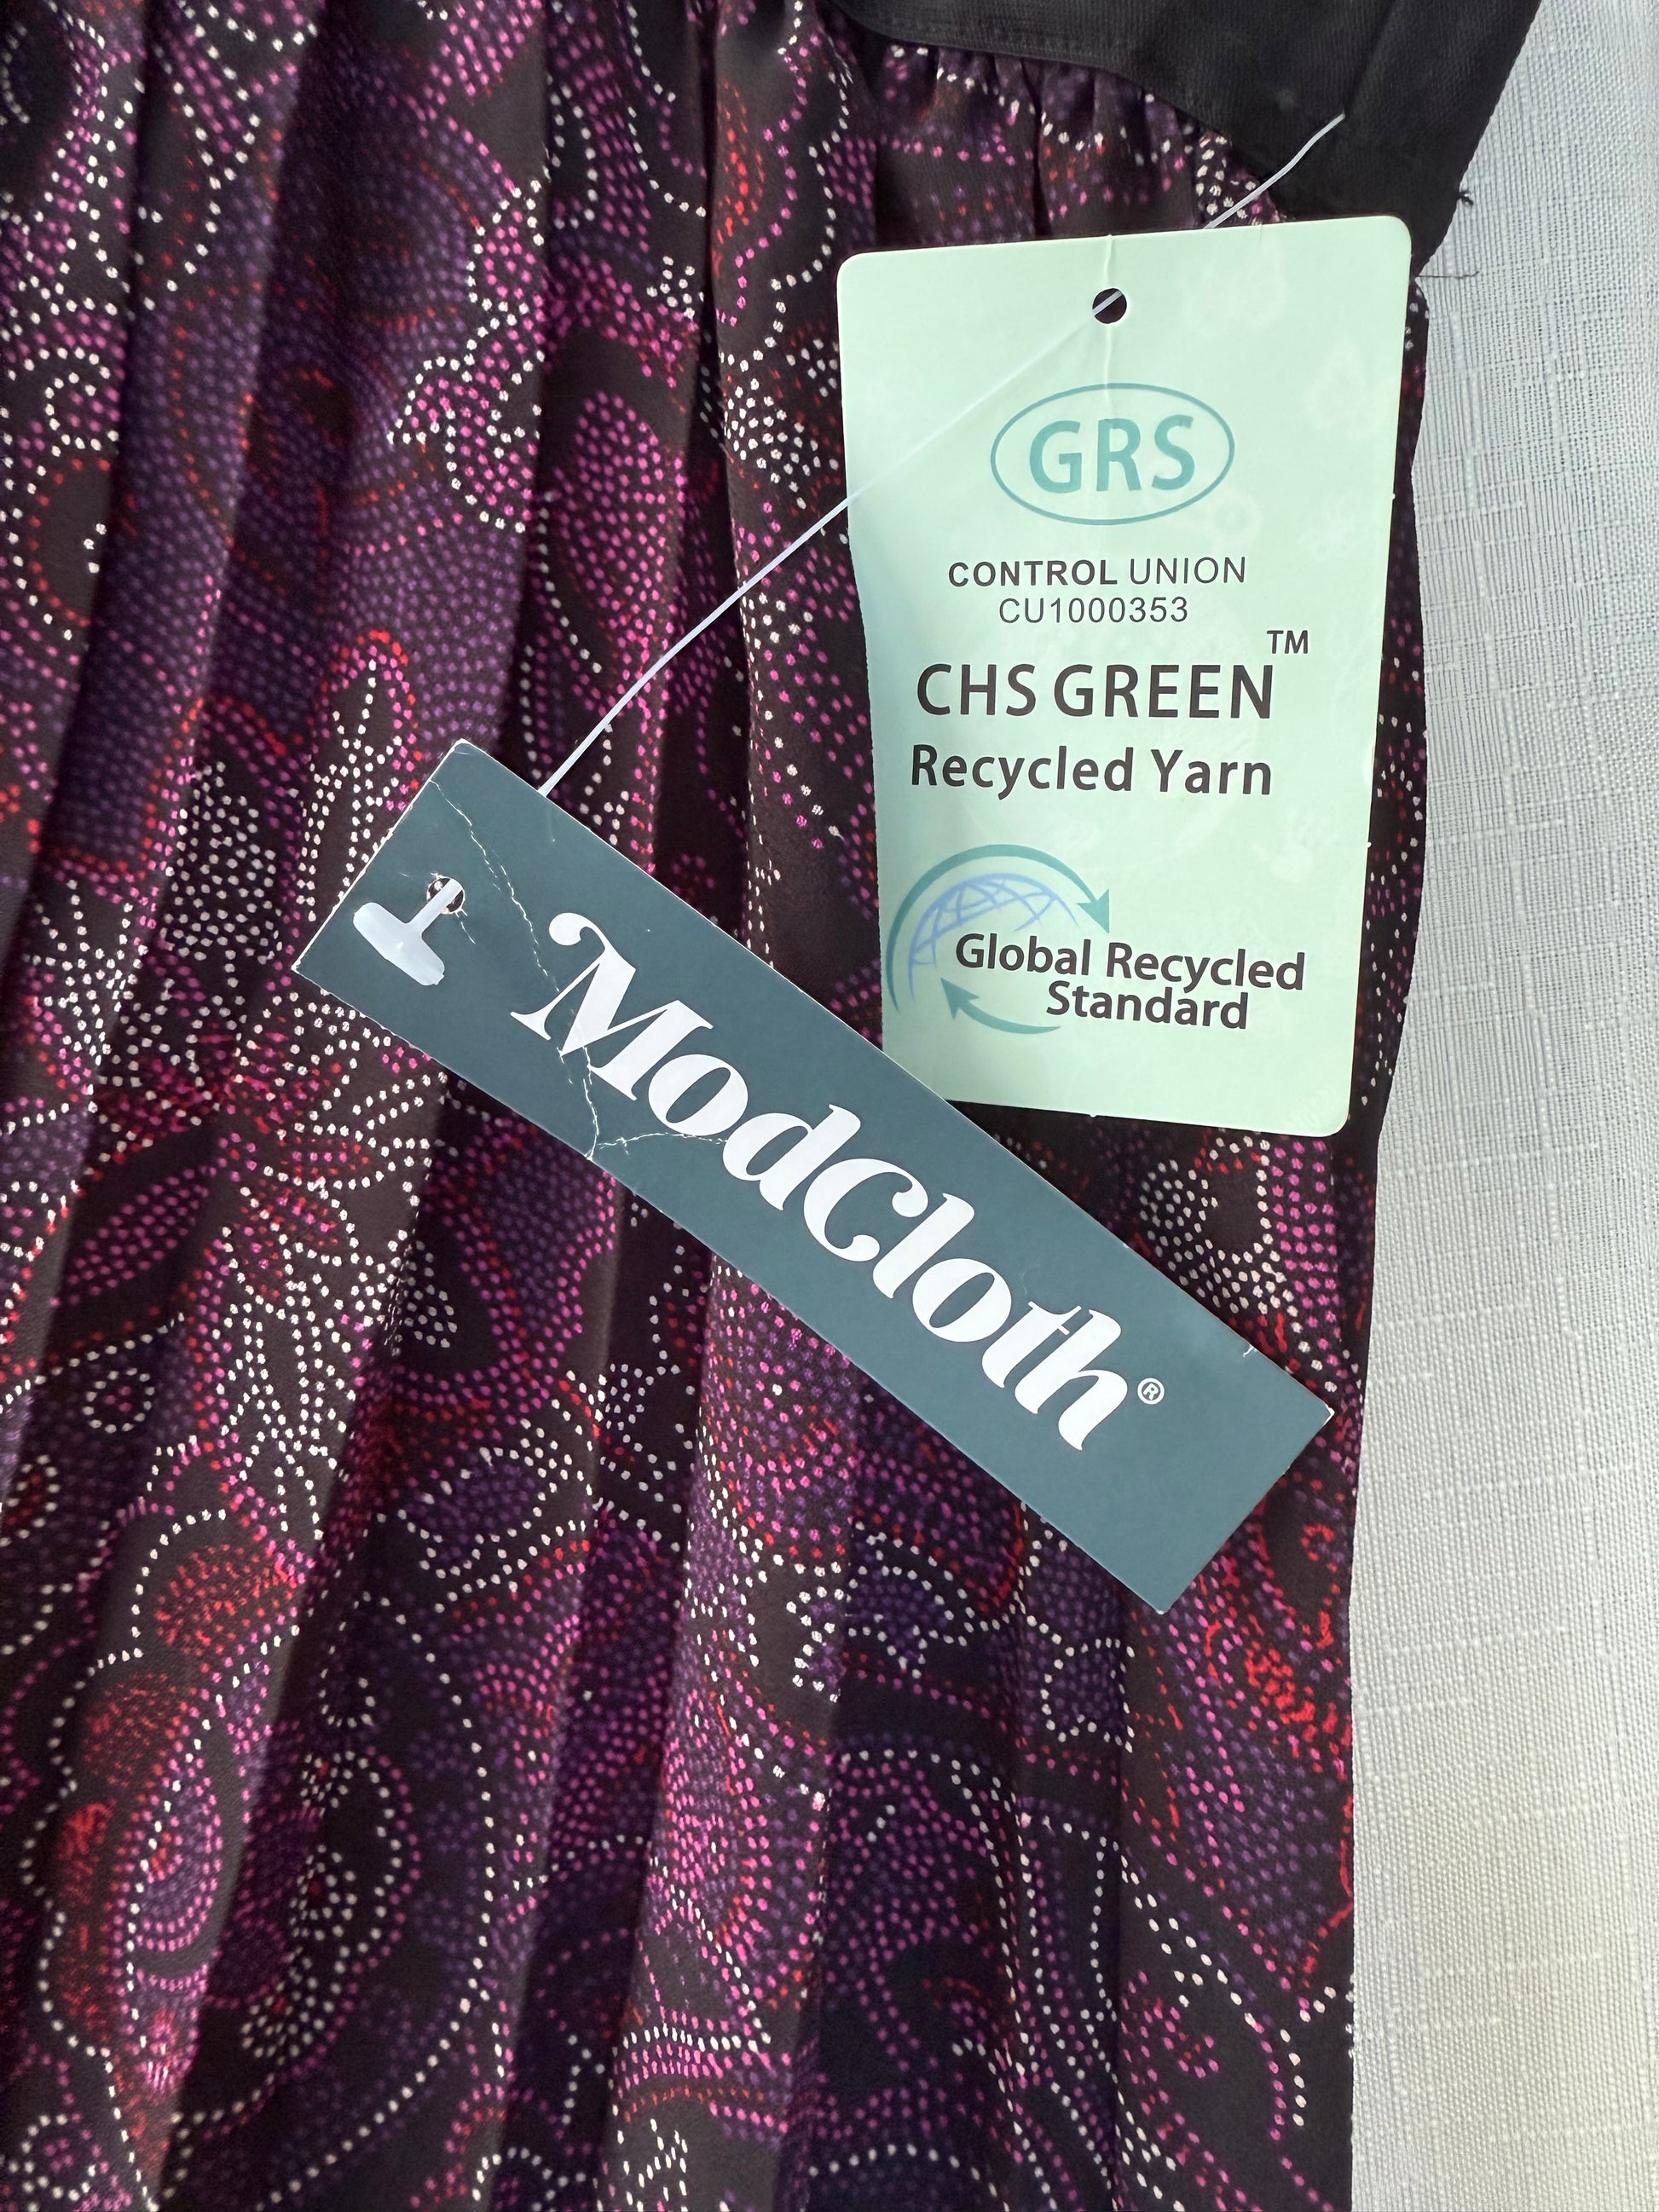 GRS
CONTROL UNION
CU1000353
CHS GREEN™
Recycled Yarn
Global Recycled
Standard
ModCloth®